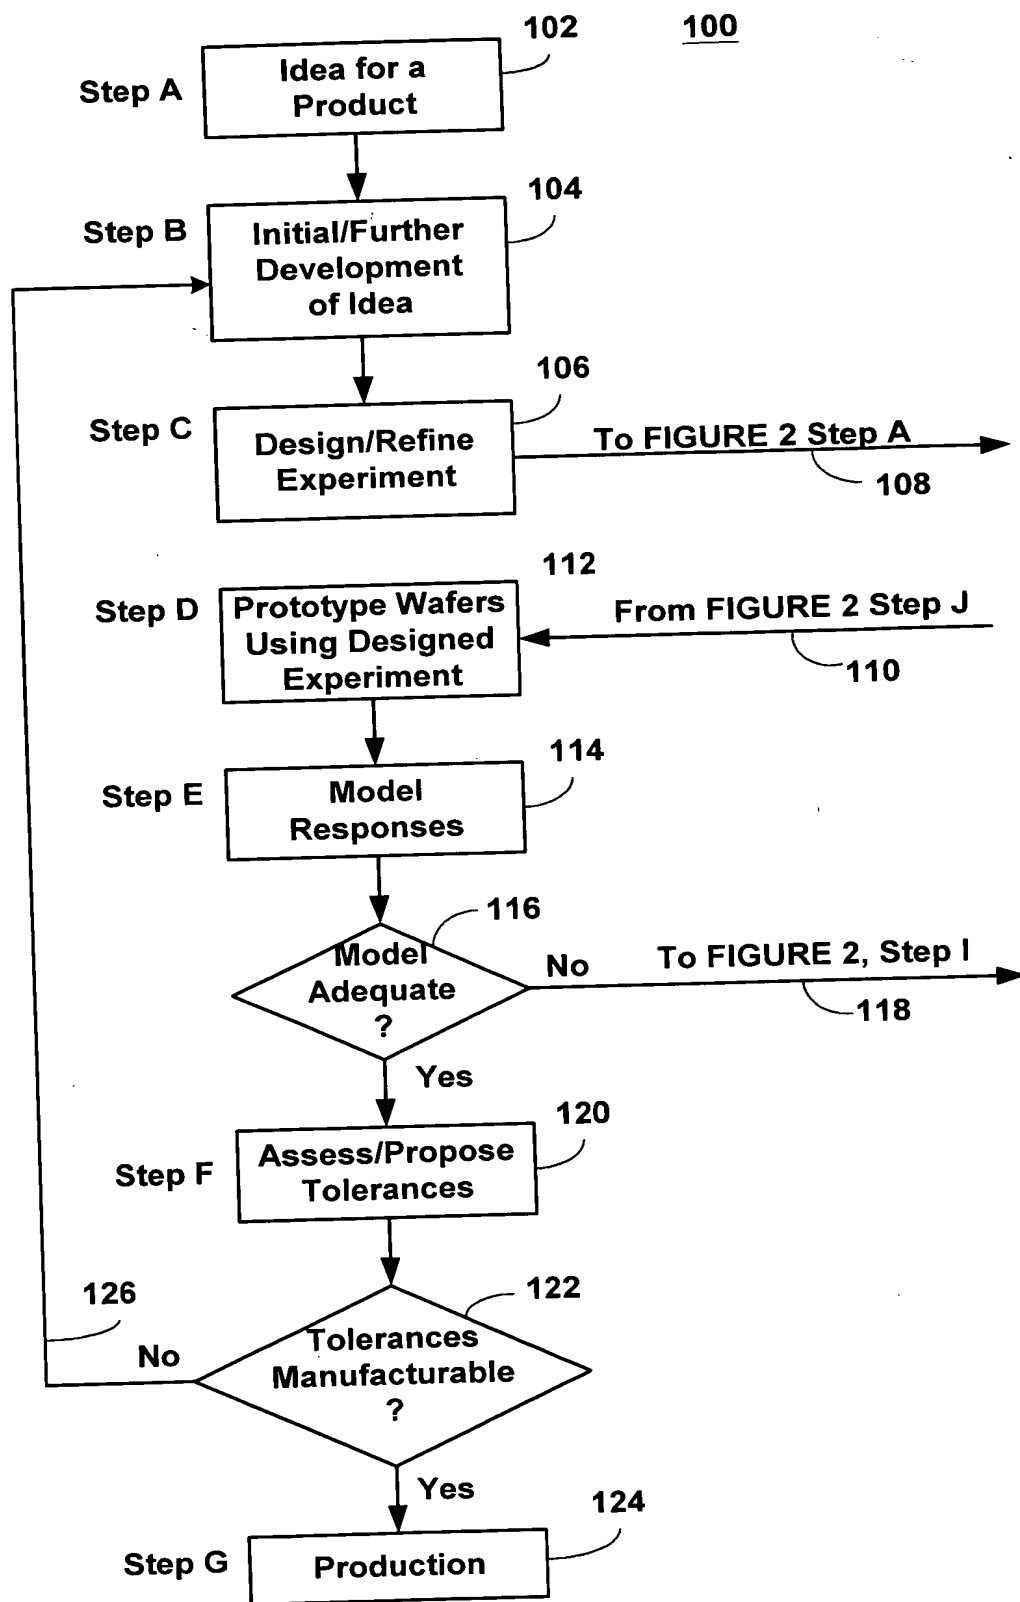 100
102
Step A
Idea for a
Product
104
Step B
Initial/Further
Development
of Idea
106
Step C
Design/Refine
Experiment
To FIGURE 2 Step A
108
112
Step D
Prototype Wafers
Using Designed
Experiment
From FIGURE 2 Step J
110
114
Step E
Model
Responses
116
Model
Adequate
?
No
To FIGURE 2, Step I
118
Yes
120
Step F
Assess/Propose
Tolerances
126
122
No
Tolerances
Manufacturable
?
Yes
124
Step G
Production